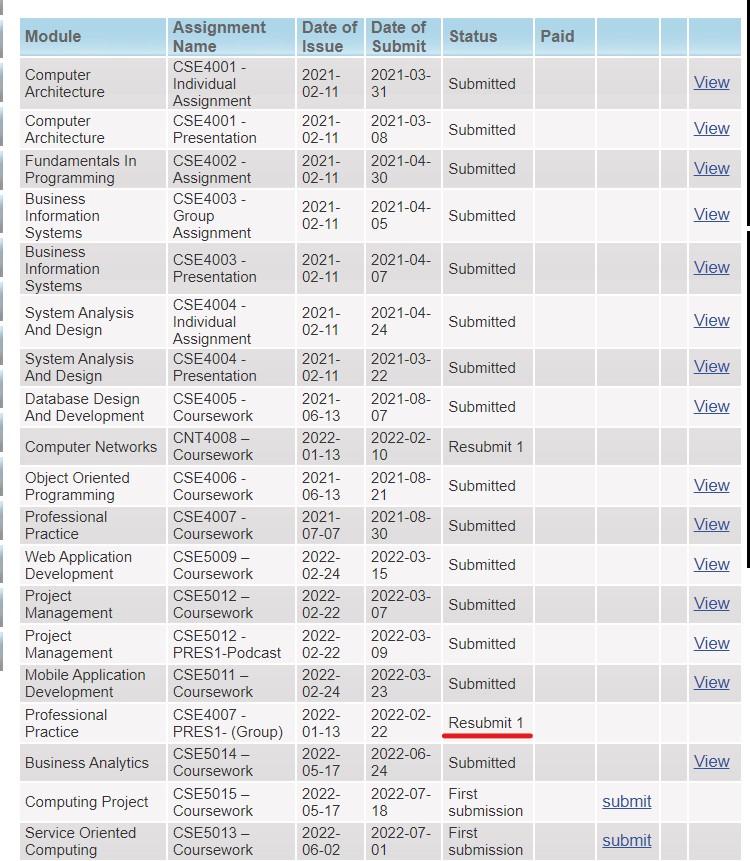 Module Assignment Name Date of Issue Date of Submit Status Paid
Computer Architecture CSE4001 - Individual Assignment 2021-02-11 2021-03-31 Submitted View
Computer Architecture CSE4001 - Presentation 2021-02-11 2021-03-08 Submitted View
Fundamentals In Programming CSE4002 - Assignment 2021-02-11 2021-04-30 Submitted View
Business Information Systems CSE4003 - Group Assignment 2021-02-11 2021-04-05 Submitted View
Business Information Systems CSE4003 - Presentation 2021-02-11 2021-04-07 Submitted View
System Analysis And Design CSE4004 - Individual Assignment 2021-02-11 2021-04-24 Submitted View
System Analysis And Design CSE4004 - Presentation 2021-02-11 2021-03-22 Submitted View
Database Design And Development CSE4005 - Coursework 2021-06-13 2021-08-07 Submitted View
Computer Networks CNT4008 – Coursework 2022-01-13 2022-02-10 Resubmit 1
Object Oriented Programming CSE4006 - Coursework 2021-06-13 2021-08-21 Submitted View
Professional Practice CSE4007 - Coursework 2021-07-07 2021-08-30 Submitted View
Web Application Development CSE5009 – Coursework 2022-02-24 2022-03-15 Submitted View
Project Management CSE5012 – Coursework 2022-02-22 2022-03-07 Submitted View
Project Management CSE5012 - PRES1-Podcast 2022-02-22 2022-03-09 Submitted View
Mobile Application Development CSE5011 – Coursework 2022-02-24 2022-03-23 Submitted View
Professional Practice CSE4007 - PRES1- (Group) 2022-01-13 2022-02-22 Resubmit 1
Business Analytics CSE5014 – Coursework 2022-05-17 2022-06-24 Submitted View
Computing Project CSE5015 – Coursework 2022-05-17 2022-07-18 First submission submit
Service Oriented Computing CSE5013 – Coursework 2022-06-02 2022-07-01 First submission submit